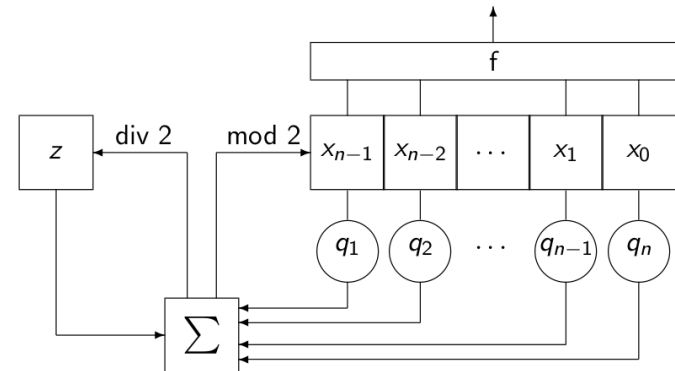 f
div 2 mod 2
z x_{n−1} x_{n−2} ⋯ x_1 x_0
q_1 q_2 ⋯ q_{n−1} q_n
∑